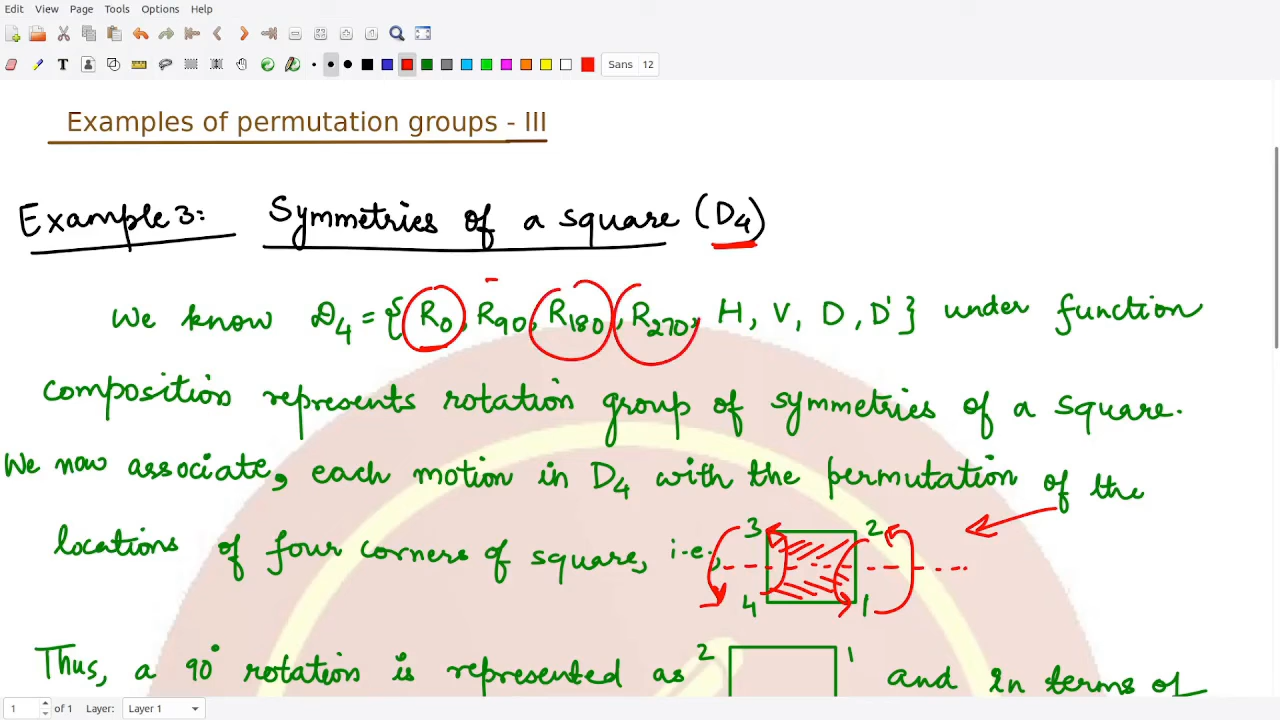 Edit View Page Tools Options Help
Sans 12
Examples of permutation groups - III
Example 3: Symmetries of a square (D4)
We know D4 = {R0, R90, R180, R270, H, V, D, D'} under function
composition represents rotation group of symmetries of a square.
We now associate, each motion in D4 with the permutation of the
locations of four corners of square, i.e.,
3 2
4 1
Thus, a 90° rotation is represented as 2 1 and in terms of
1 of 1 Layer: Layer 1